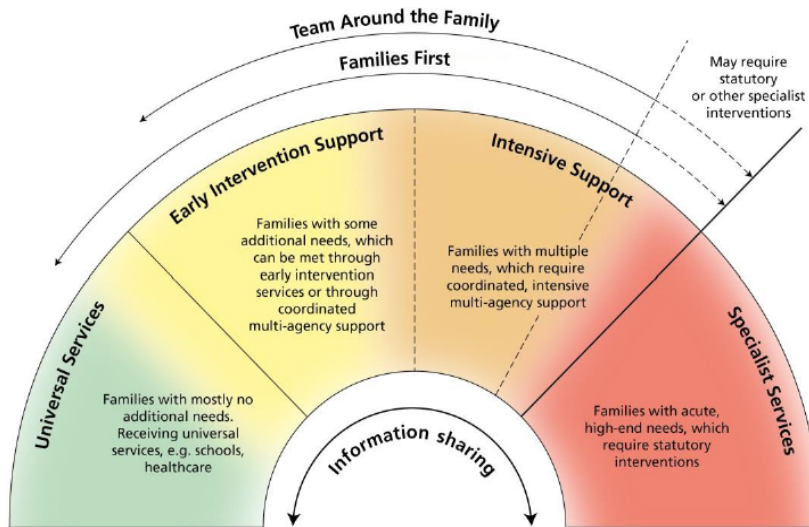 Team Around the Family
Families First
May require
statutory
or other specialist
interventions
Early Intervention Support
Intensive Support
Families with some
additional needs, which
can be met through
early intervention
services or through
coordinated
multi-agency support
Families with multiple
needs, which require
coordinated, intensive
multi-agency support
Universal Services
Specialist Services
Families with mostly no
additional needs.
Receiving universal
services, e.g. schools,
healthcare
Information sharing
Families with acute,
high-end needs, which
require statutory
interventions